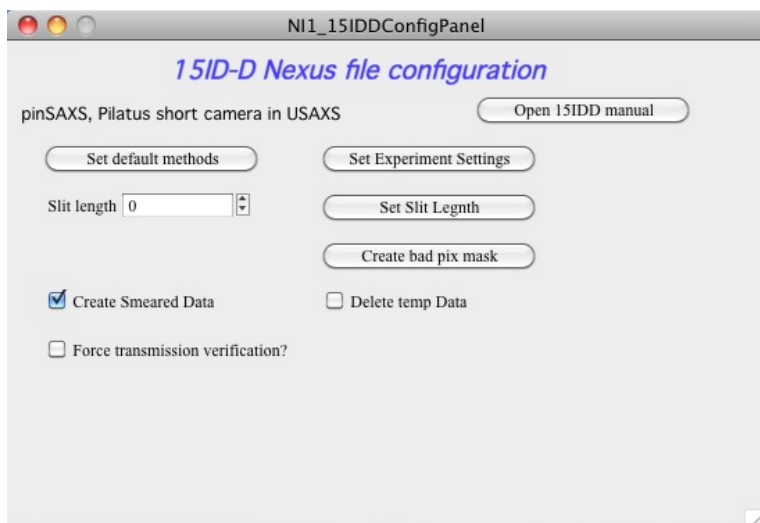 NI1_15IDDConfigPanel
15ID-D Nexus file configuration
pinSAXS, Pilatus short camera in USAXS
Open 15IDD manual
Set default methods
Set Experiment Settings
Slit length 0
Set Slit Legnth
Create bad pix mask
Create Smeared Data
Delete temp Data
Force transmission verification?